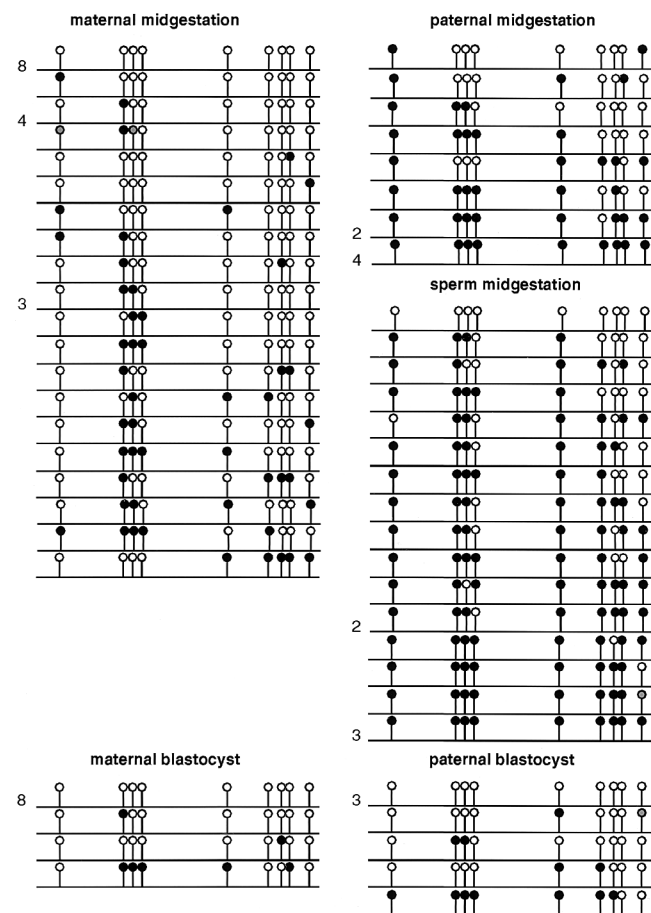 maternal midgestation
8
4
3
paternal midgestation
2
4
sperm midgestation
2
3
maternal blastocyst
8
paternal blastocyst
3